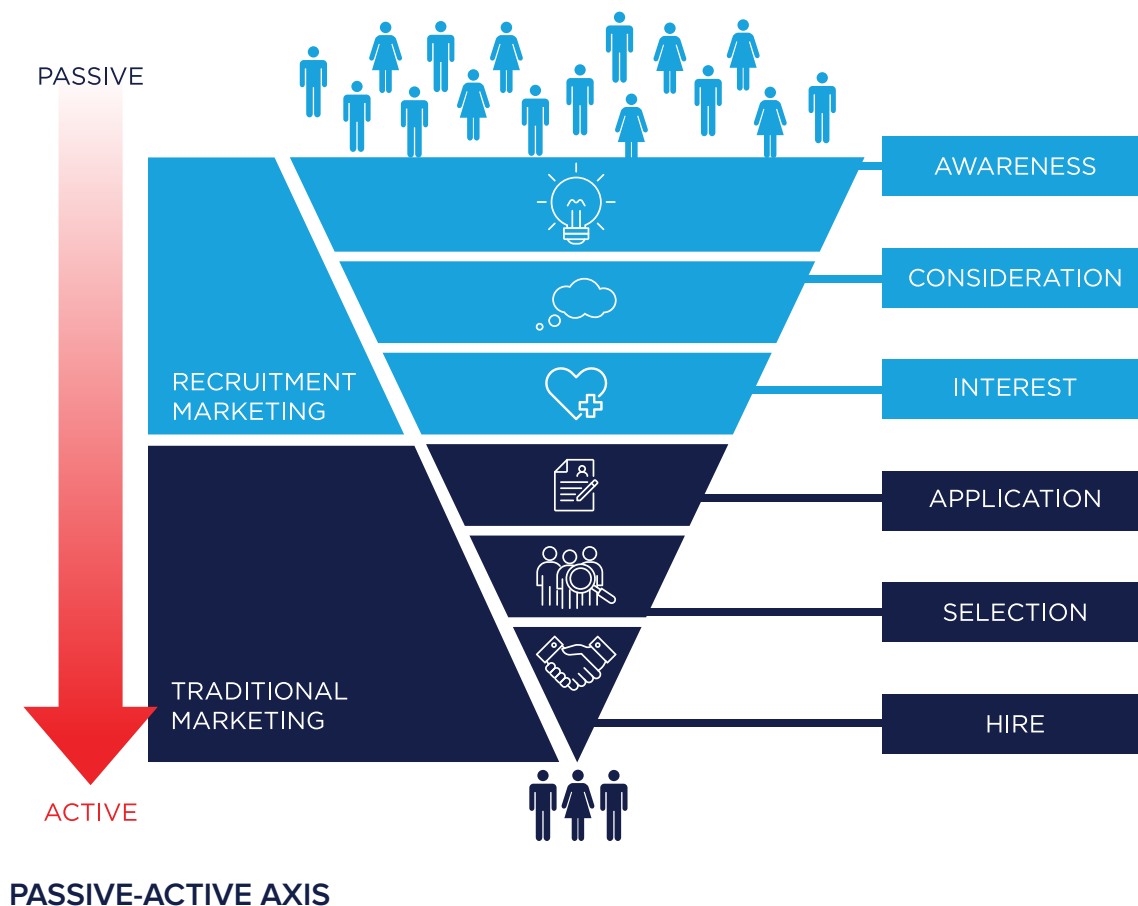 PASSIVE
AWARENESS
CONSIDERATION
INTEREST
RECRUITMENT
MARKETING
APPLICATION
SELECTION
TRADITIONAL
MARKETING
HIRE
ACTIVE
PASSIVE-ACTIVE AXIS